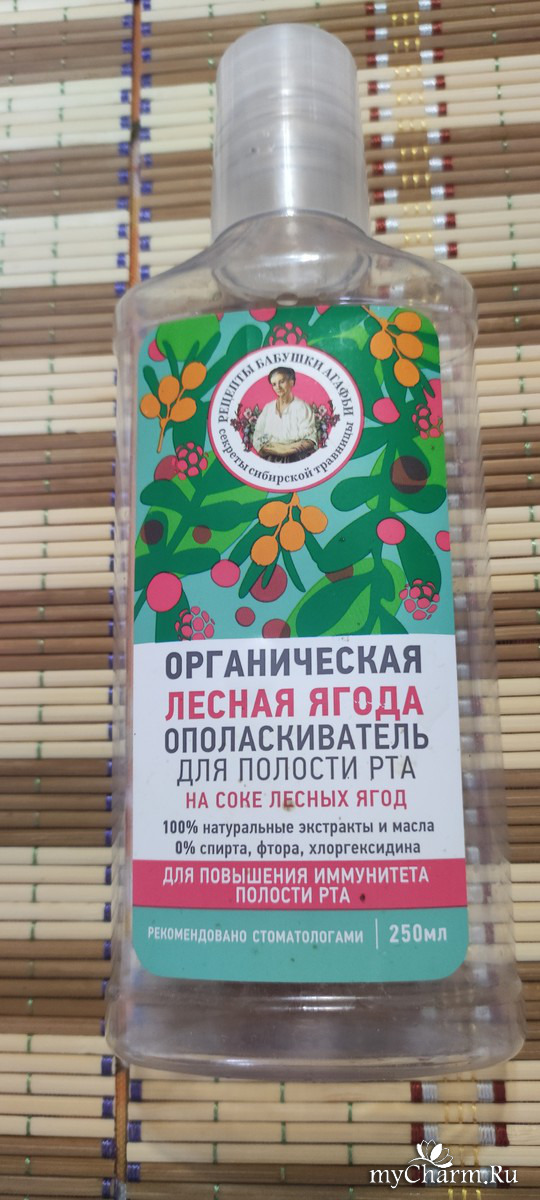 РЕЦЕПТЫ БАБУШКИ АГАФЬИ
секреты сибирской травницы
ОРГАНИЧЕСКАЯ
ЛЕСНАЯ ЯГОДА
ОПОЛАСКИВАТЕЛЬ
ДЛЯ ПОЛОСТИ РТА
НА СОКЕ ЛЕСНЫХ ЯГОД
100% натуральные экстракты и масла
0% спирта, фтора, хлоргексидина
ДЛЯ ПОВЫШЕНИЯ ИММУНИТЕТА
ПОЛОСТИ РТА
РЕКОМЕНДОВАНО СТОМАТОЛОГАМИ | 250мл
myCharm.Ru